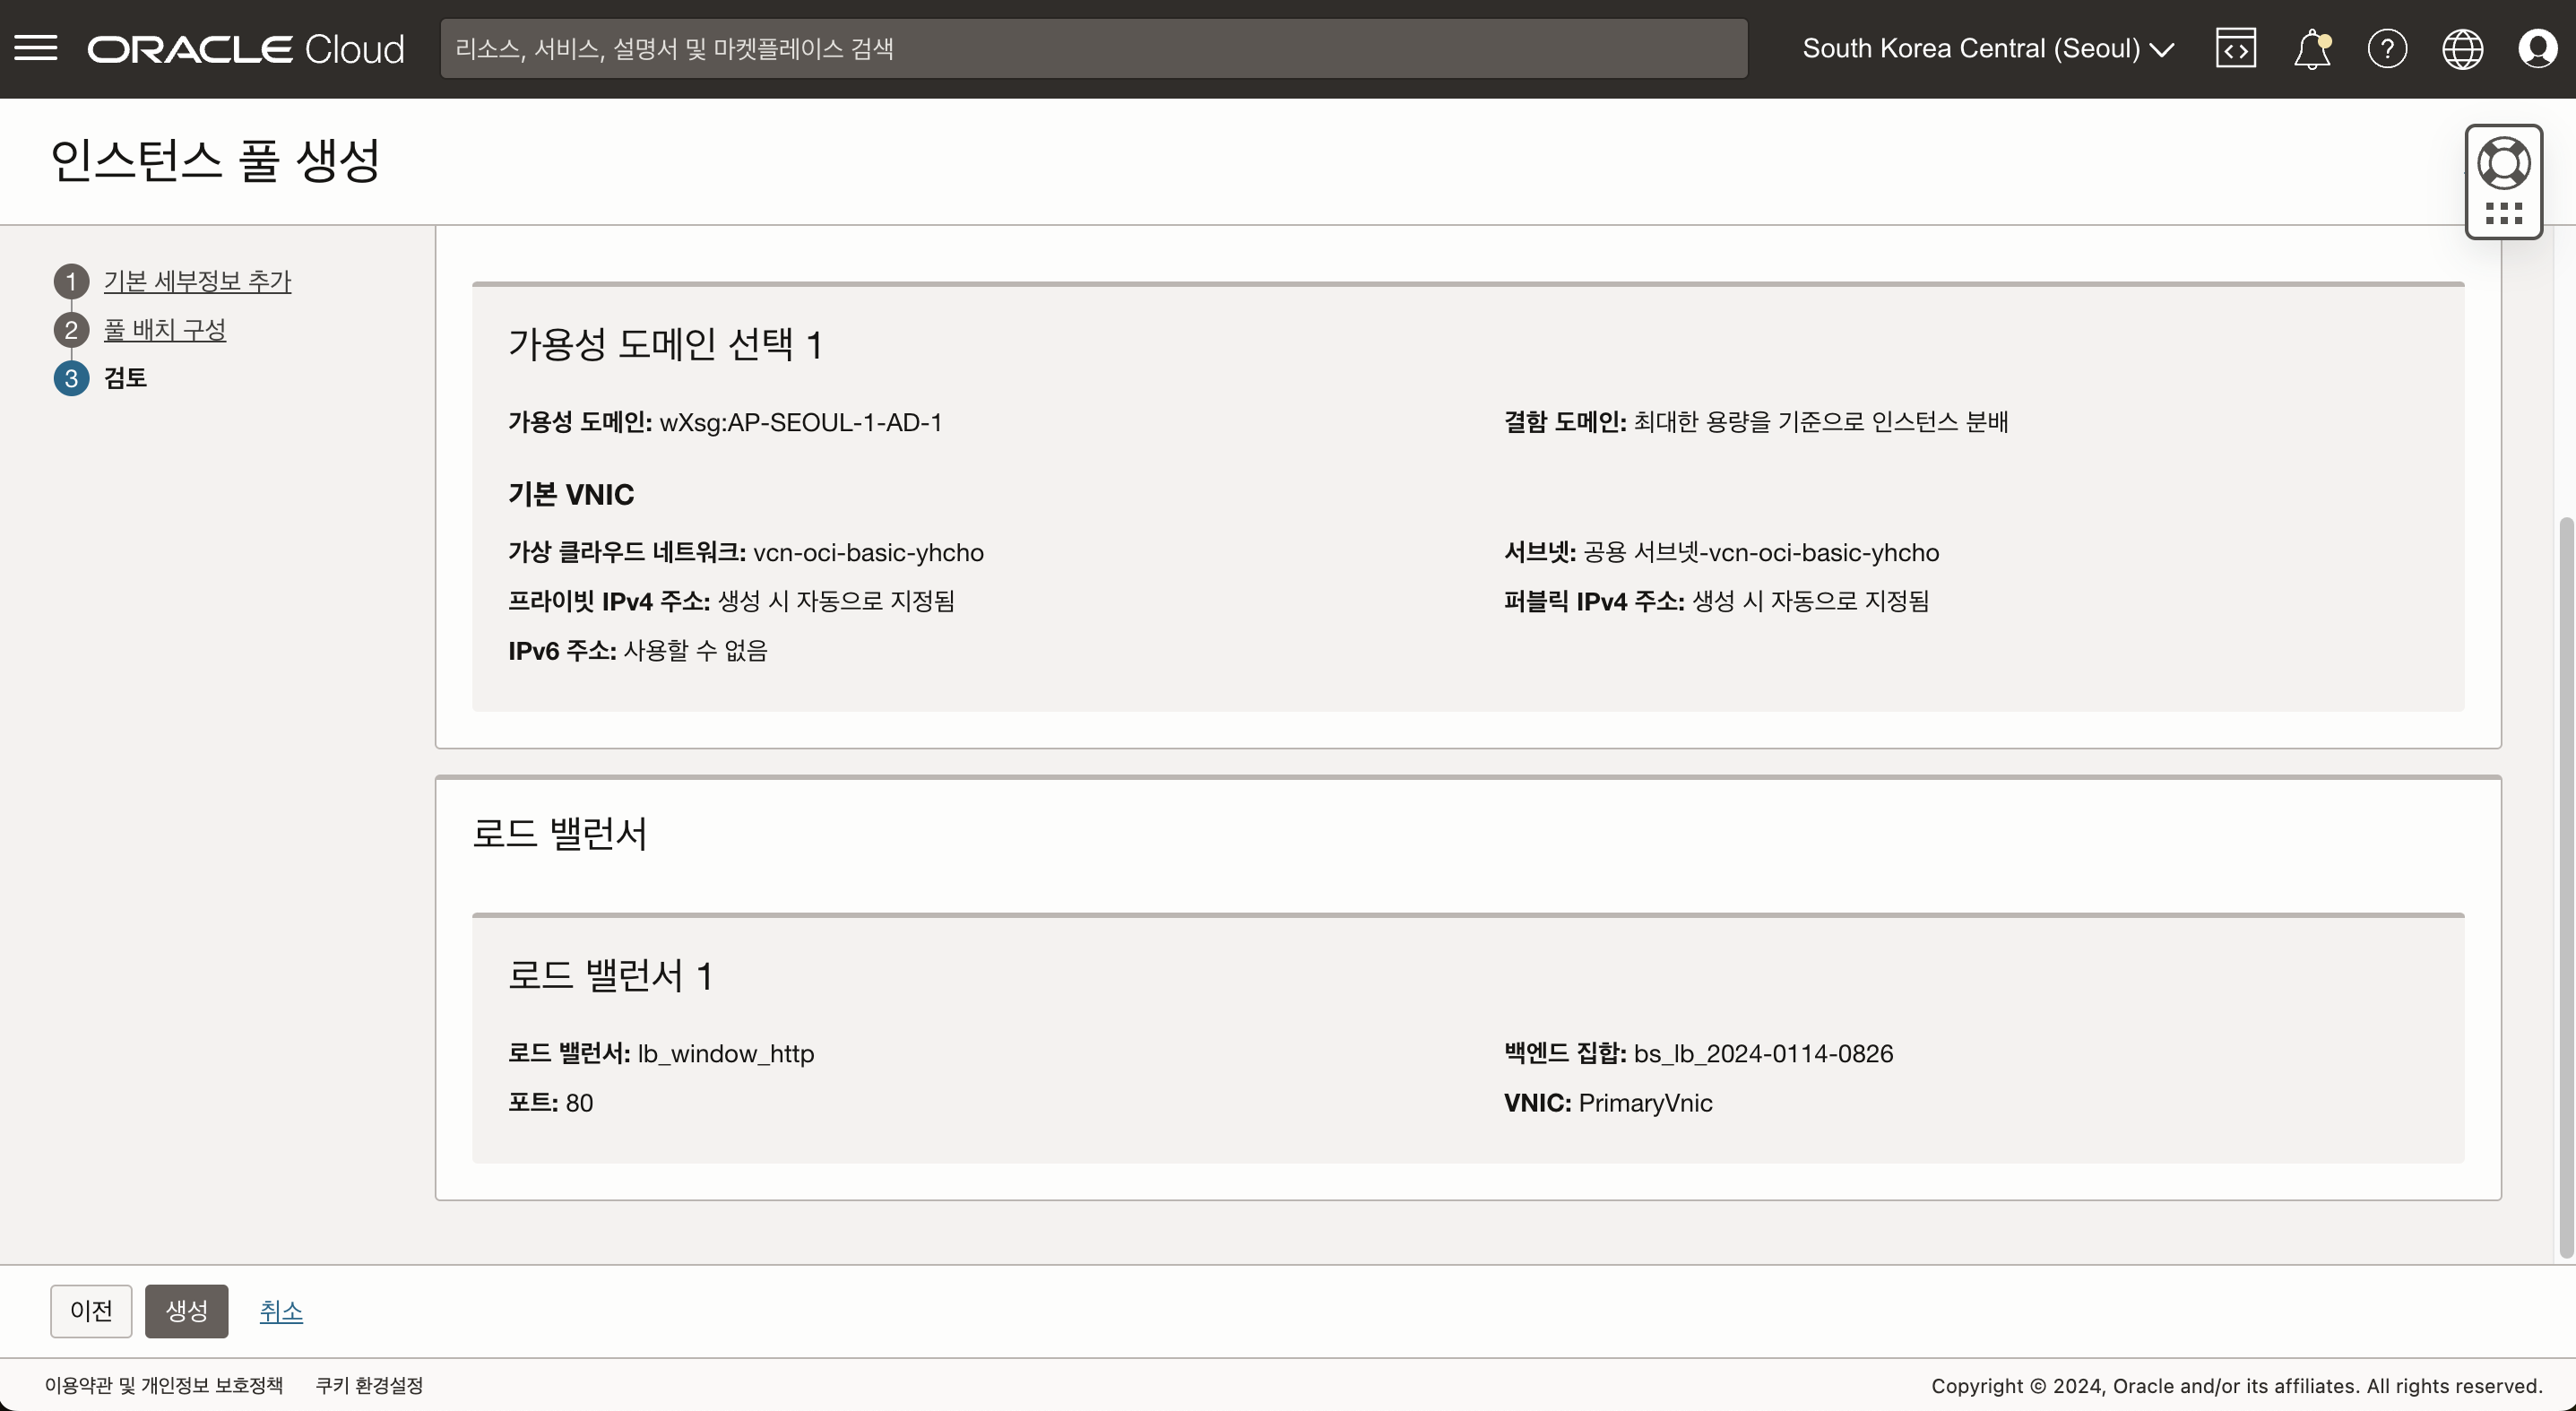 ORACLE Cloud
리소스, 서비스, 설명서 및 마켓플레이스 검색
South Korea Central (Seoul)
인스턴스 풀 생성
1 기본 세부정보 추가
2 풀 배치 구성
3 검토
가용성 도메인 선택 1
가용성 도메인: wXsg:AP-SEOUL-1-AD-1
결함 도메인: 최대한 용량을 기준으로 인스턴스 분배
기본 VNIC
가상 클라우드 네트워크: vcn-oci-basic-yhcho
서브넷: 공용 서브넷-vcn-oci-basic-yhcho
프라이빗 IPv4 주소: 생성 시 자동으로 지정됨
퍼블릭 IPv4 주소: 생성 시 자동으로 지정됨
IPv6 주소: 사용할 수 없음
로드 밸런서
로드 밸런서 1
로드 밸런서: lb_window_http
백엔드 집합: bs_lb_2024-0114-0826
포트: 80
VNIC: PrimaryVnic
이전
생성
취소
이용약관 및 개인정보 보호정책
쿠키 환경설정
Copyright © 2024, Oracle and/or its affiliates. All rights reserved.